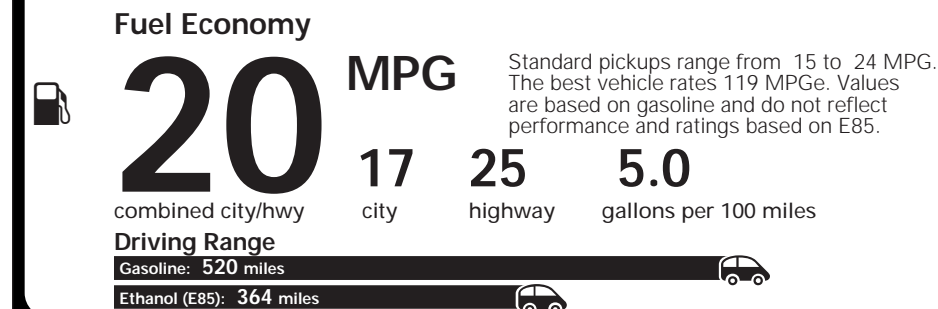 Fuel Economy
20 MPG
Standard pickups range from 15 to 24 MPG.
The best vehicle rates 119 MPGe. Values
are based on gasoline and do not reflect
performance and ratings based on E85.
17 25 5.0
combined city/hwy city highway gallons per 100 miles
Driving Range
Gasoline: 520 miles
Ethanol (E85): 364 miles